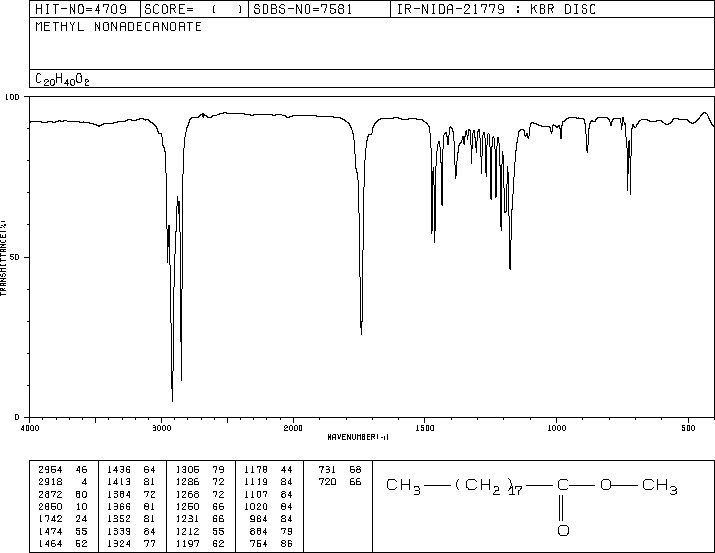 HIT-NO=4709 SCORE= ( ) SDBS-NO=7581 IR-NIDA-21779 : KBR DISC
METHYL NONADECANOATE
C20H40O2
100
50
0
TRANSMITTANCE(%)
4000 3000 2000 1500 1000 500
WAVENUMBER(-1)
2954 46 1436 64 1305 79 1178 44 731 68
2918 4 1413 81 1286 72 1119 84 720 66
2872 60 1384 72 1268 72 1107 84
2850 10 1366 81 1250 66 1020 84
1742 24 1352 81 1231 66 984 84
1474 55 1339 84 1212 55 884 79
1464 52 1324 77 1197 62 754 86
CH3 (CH2)17 C O CH3
O